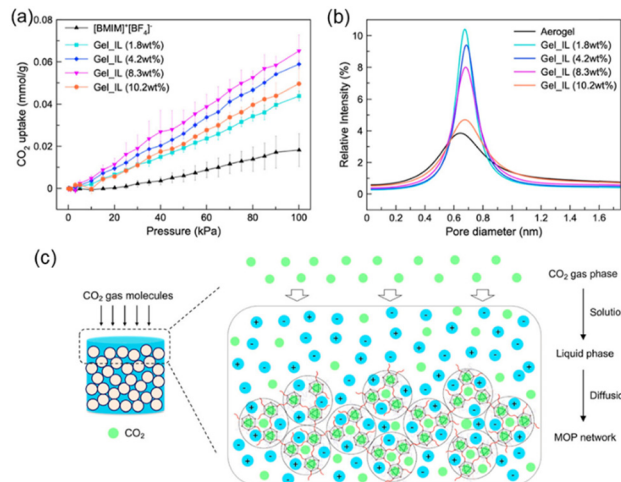 (a)
[BMIM]⁺[BF₄]⁻
Gel_IL (1.8wt%)
Gel_IL (4.2wt%)
Gel_IL (8.3wt%)
Gel_IL (10.2wt%)
CO₂ uptake (mmol/g)
0.08
0.06
0.04
0.02
0
0 20 40 60 80 100
Pressure (kPa)
(b)
Aerogel
Gel_IL (1.8wt%)
Gel_IL (4.2wt%)
Gel_IL (8.3wt%)
Gel_IL (10.2wt%)
Relative Intensity (%)
12
10
8
6
4
2
0
0 0.2 0.4 0.6 0.8 1 1.2 1.4 1.6
Pore diameter (nm)
(c)
CO₂ gas molecules
CO₂
CO₂ gas phase
Solutio
Liquid phase
Diffusio
MOP network